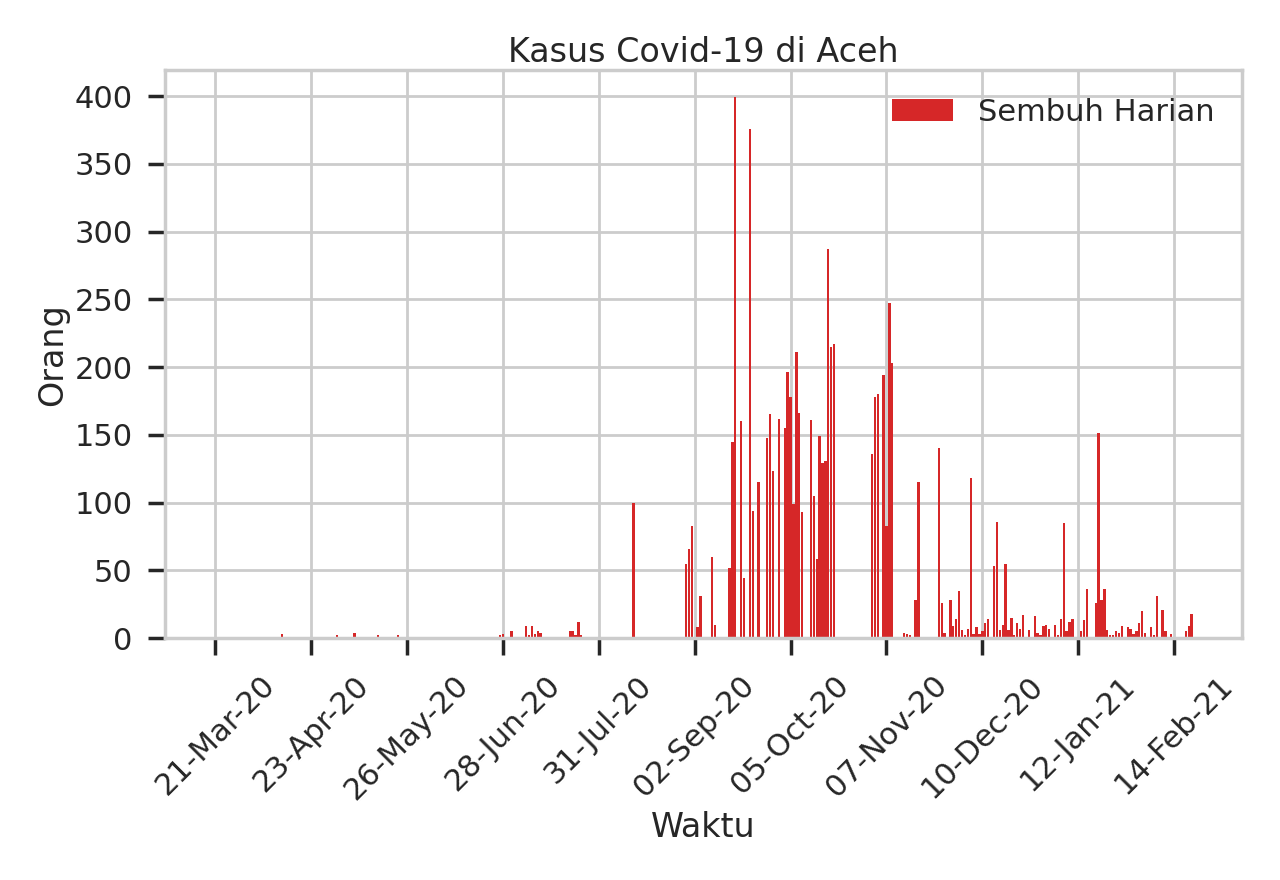 Kasus Covid-19 di Aceh
Sembuh Harian
400
350
300
250
200
150
100
50
0
Orang
21-Mar-20
23-Apr-20
26-May-20
28-Jun-20
31-Jul-20
02-Sep-20
05-Oct-20
07-Nov-20
10-Dec-20
12-Jan-21
14-Feb-21
Waktu